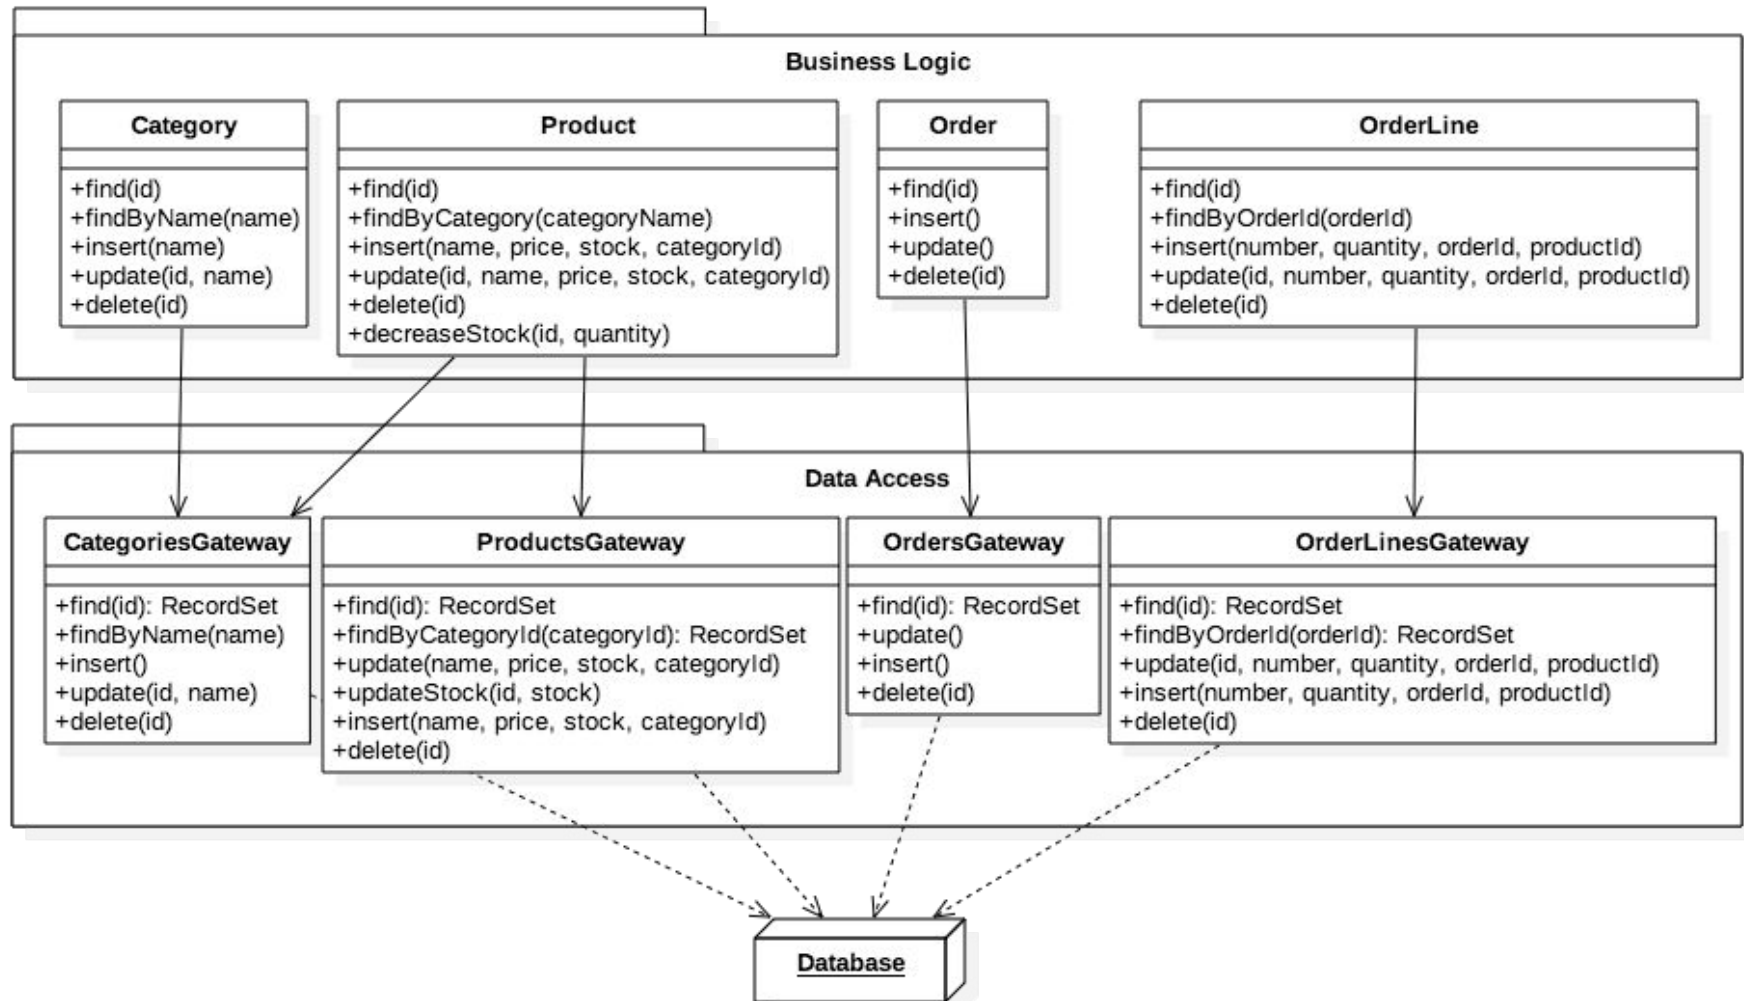 Business Logic
Category
+find(id)
+findByName(name)
+insert(name)
+update(id, name)
+delete(id)
Product
+find(id)
+findByCategory(categoryName)
+insert(name, price, stock, categoryId)
+update(id, name, price, stock, categoryId)
+delete(id)
+decreaseStock(id, quantity)
Order
+find(id)
+insert()
+update()
+delete(id)
OrderLine
+find(id)
+findByOrderId(orderId)
+insert(number, quantity, orderId, productId)
+update(id, number, quantity, orderId, productId)
+delete(id)
Data Access
CategoriesGateway
+find(id): RecordSet
+findByName(name)
+insert()
+update(id, name)
+delete(id)
ProductsGateway
+find(id): RecordSet
+findByCategoryId(categoryId): RecordSet
+update(name, price, stock, categoryId)
+updateStock(id, stock)
+insert(name, price, stock, categoryId)
+delete(id)
OrdersGateway
+find(id): RecordSet
+update()
+insert()
+delete(id)
OrderLinesGateway
+find(id): RecordSet
+findByOrderId(orderId): RecordSet
+update(id, number, quantity, orderId, productId)
+insert(number, quantity, orderId, productId)
+delete(id)
Database